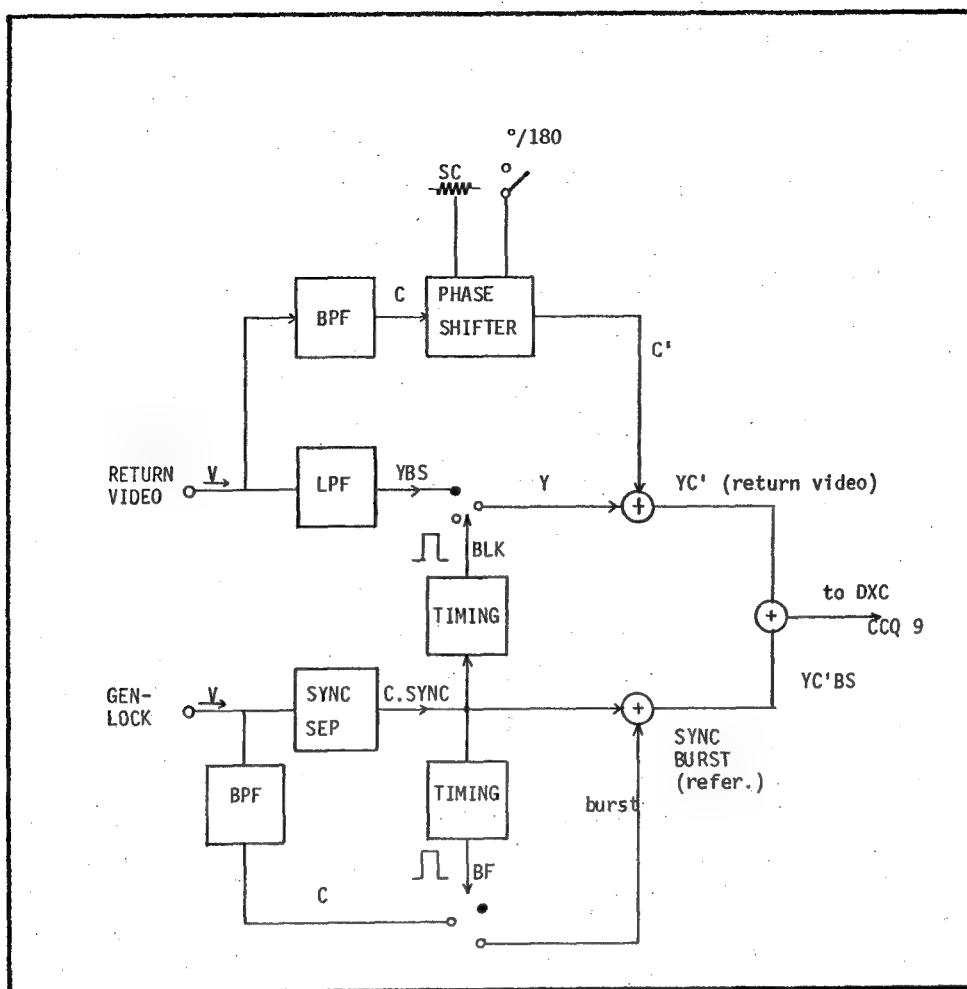 °/180
SC
BPF
C
PHASE
SHIFTER
C'
RETURN
VIDEO
V
LPF
YBS
Y
YC' (return video)
BLK
TIMING
to DXC
CCQ 9
GEN-
LOCK
V
SYNC
SEP
C.SYNC
YC'BS
SYNC
BURST
(refer.)
BPF
TIMING
burst
BF
C